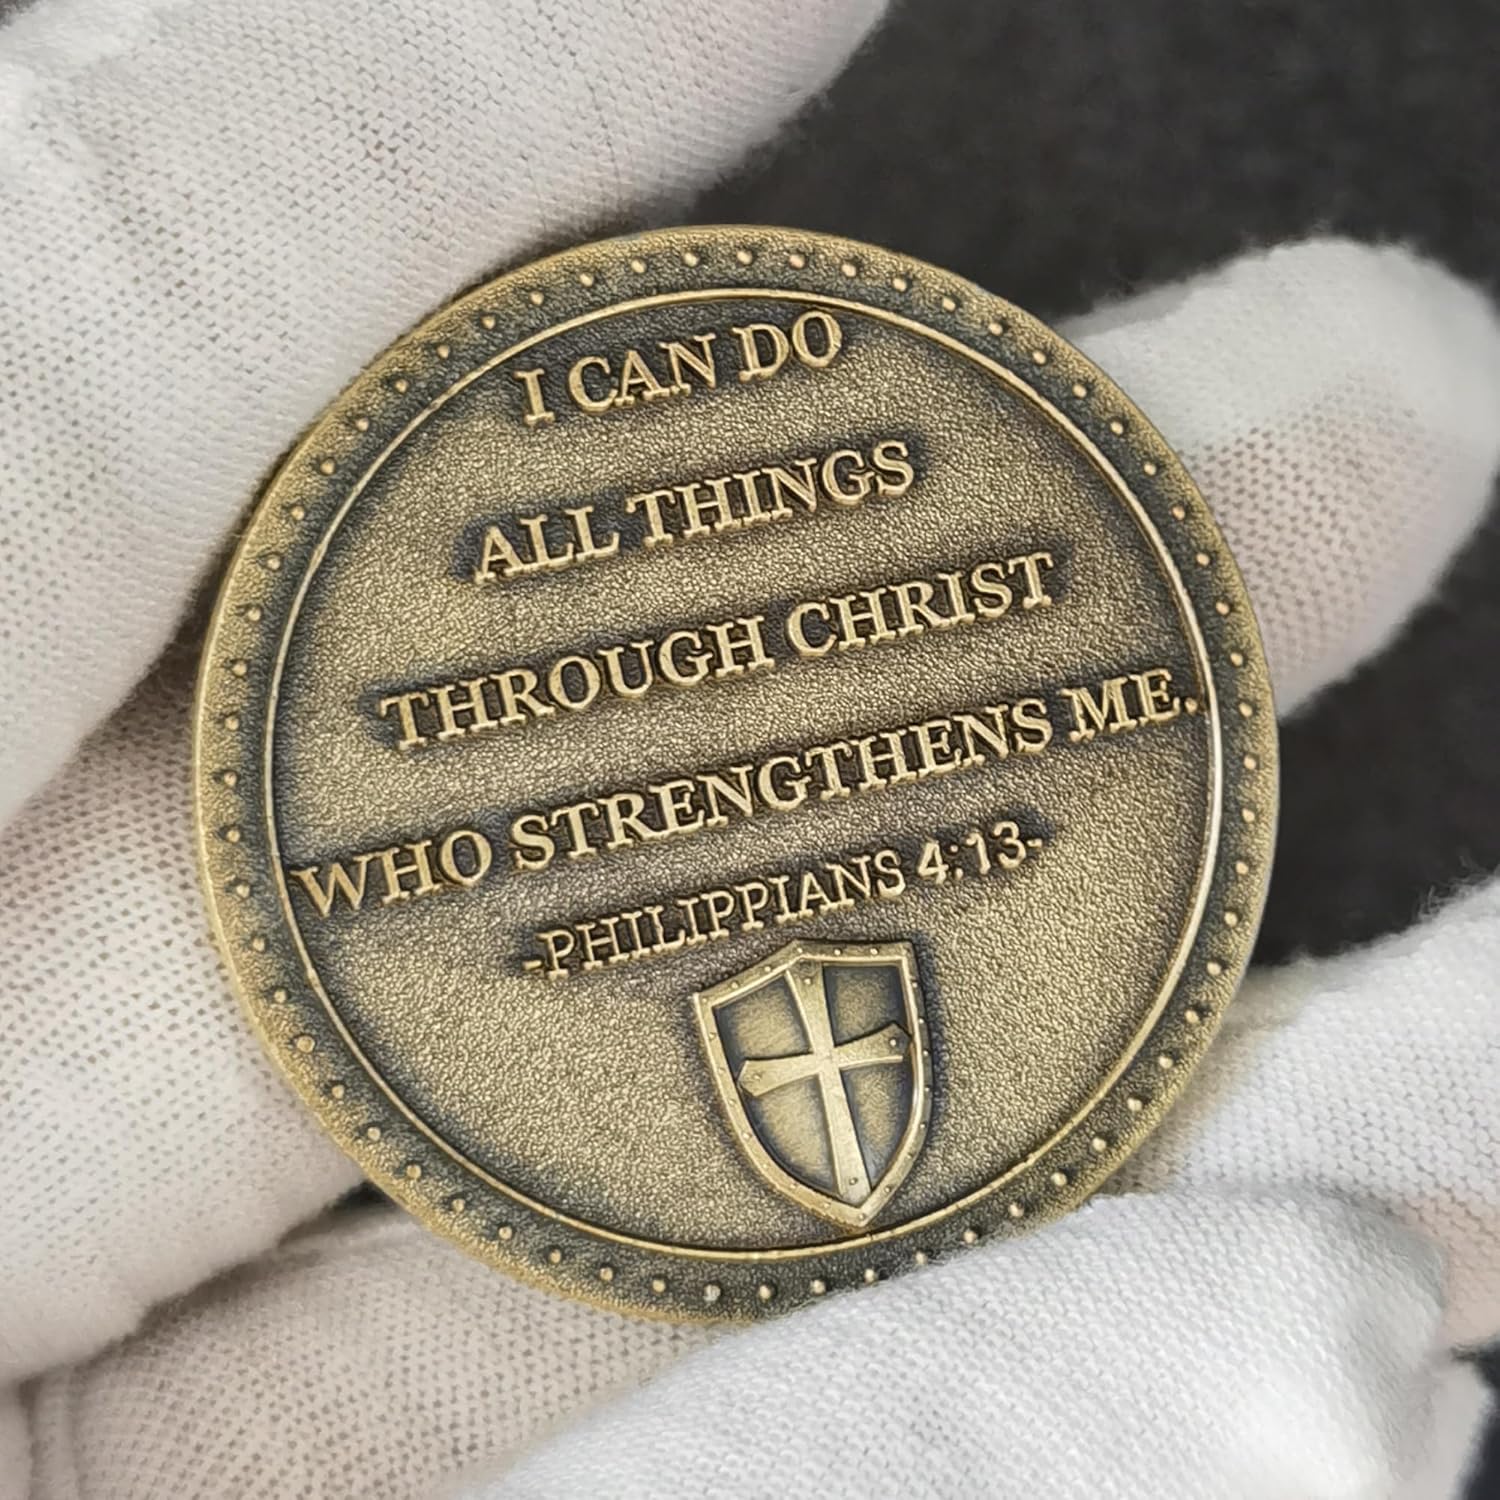 I CAN DO
ALL THINGS
THROUGH CHRIST
WHO STRENGTHENS ME.
-PHILIPPIANS 4:13-